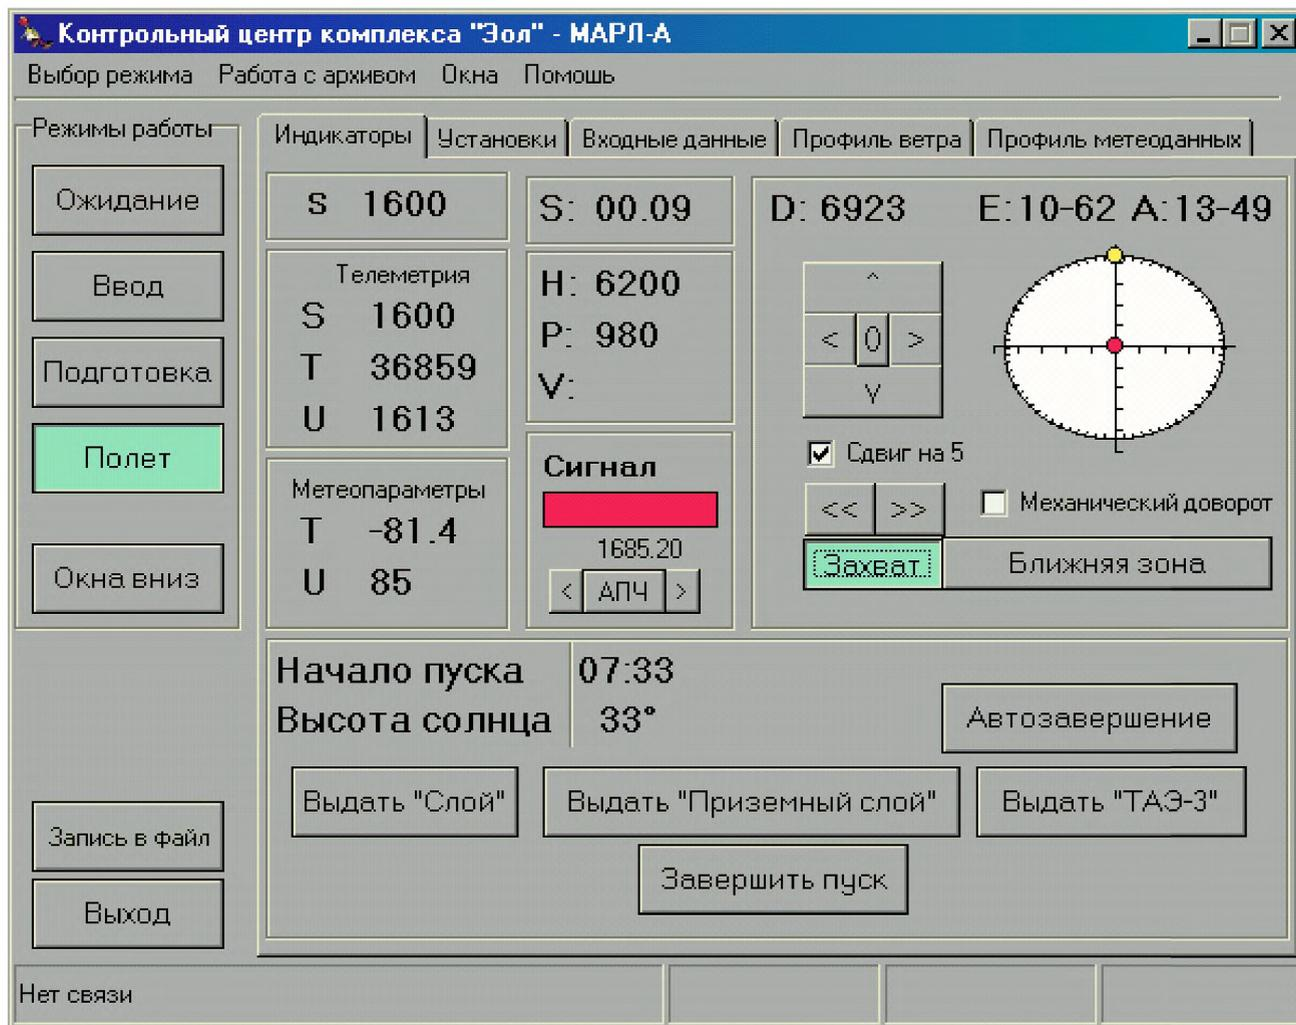 Контрольный центр комплекса "Эол" - МАРЛ-А
Выбор режима Работа с архивом Окна Помошь
Режимы работы
Ожидание
Ввод
Подготовка
Полет
Окна вниз
Запись в файл
Выход
Индикаторы Установки Входные данные Профиль ветра Профиль метеоданных
S 1600
Телеметрия
S 1600
T 36859
U 1613
Метеопараметры
T -81.4
U 85
S: 00.09
H: 6200
P: 980
V:
Сигнал
1685.20
< АПЧ >
D: 6923 E:10-62 A:13-49
^
< 0 >
v
Сдвиг на 5
<< >> Механический доворот
Захват Ближняя зона
Начало пуска 07:33
Высота солнца 33°
Автозавершение
Выдать "Слой" Выдать "Приземный слой" Выдать "ТАЭ-3"
Завершить пуск
Нет связи